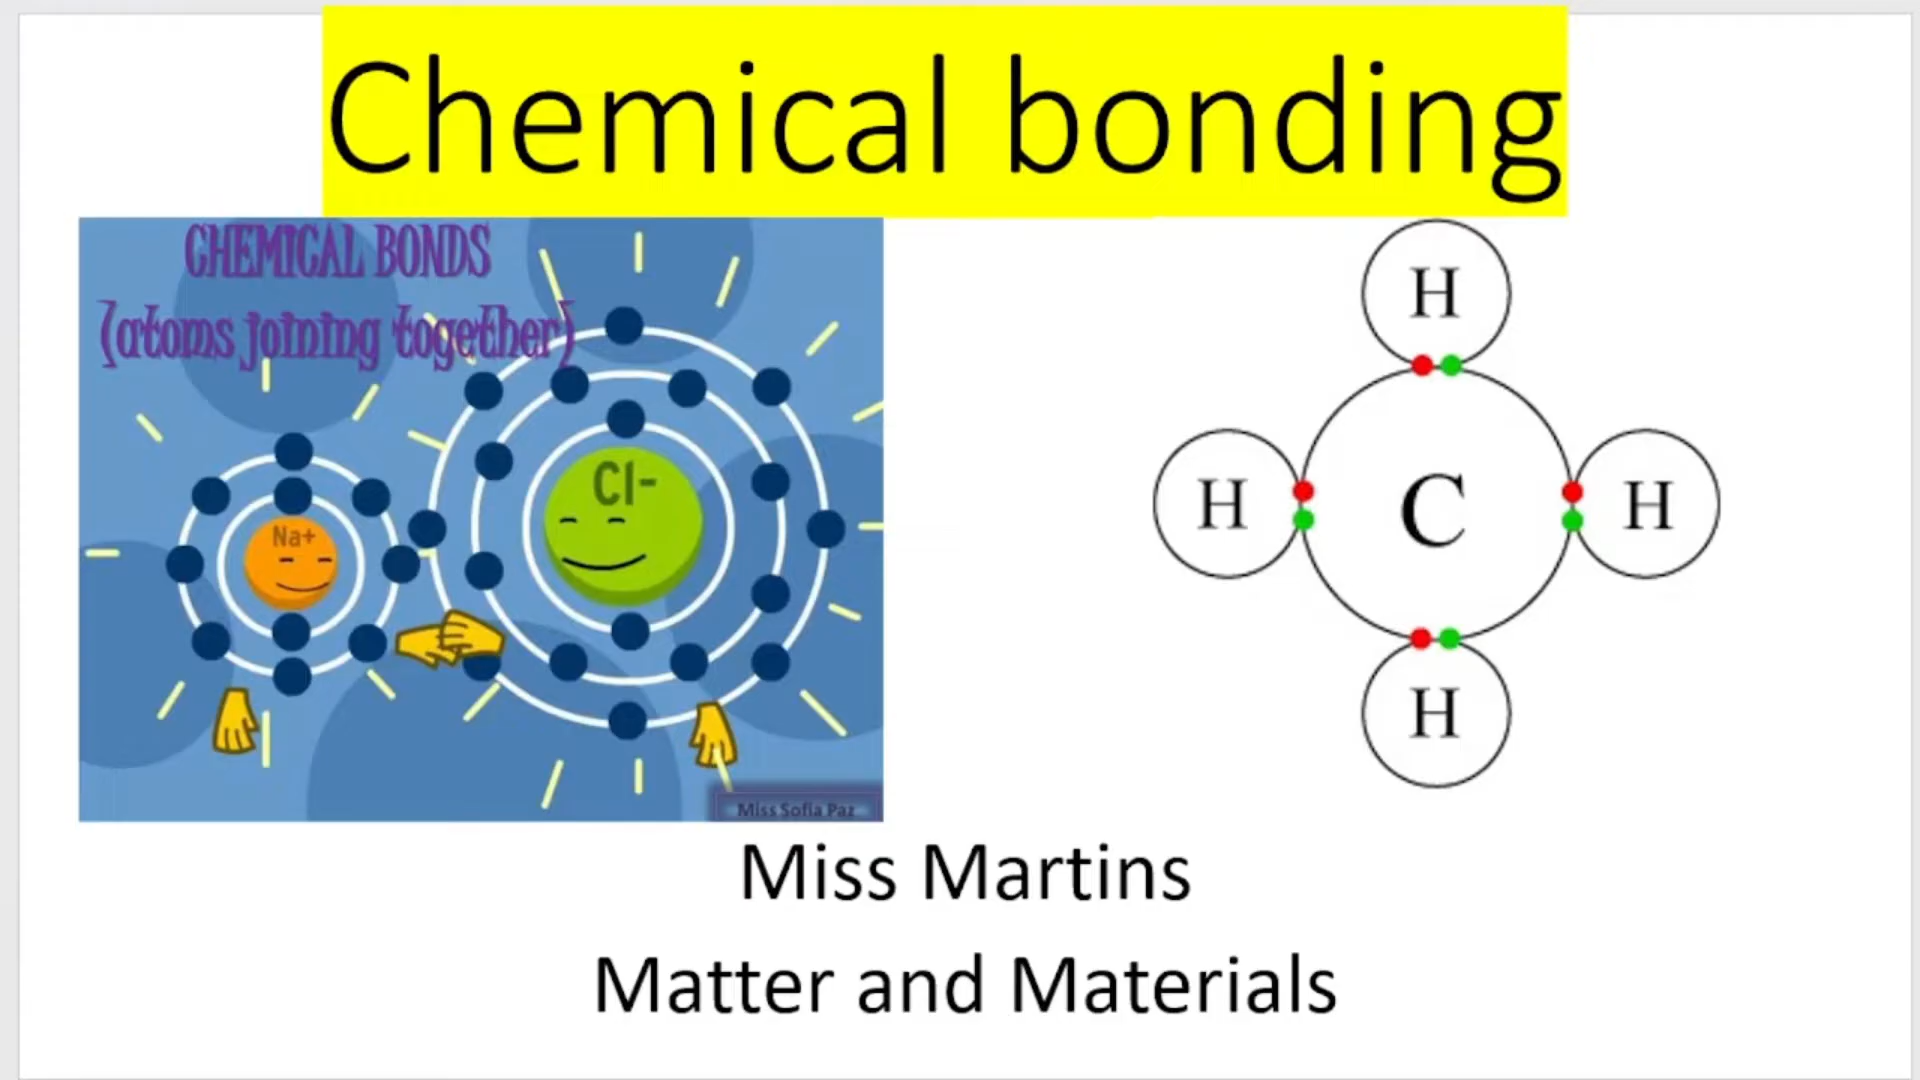 Chemical bonding
CHEMICAL BONDS
(atoms joining together)
Cl-
Na+
Miss Sofia Paz
H
H
C
H
H
Miss Martins
Matter and Materials